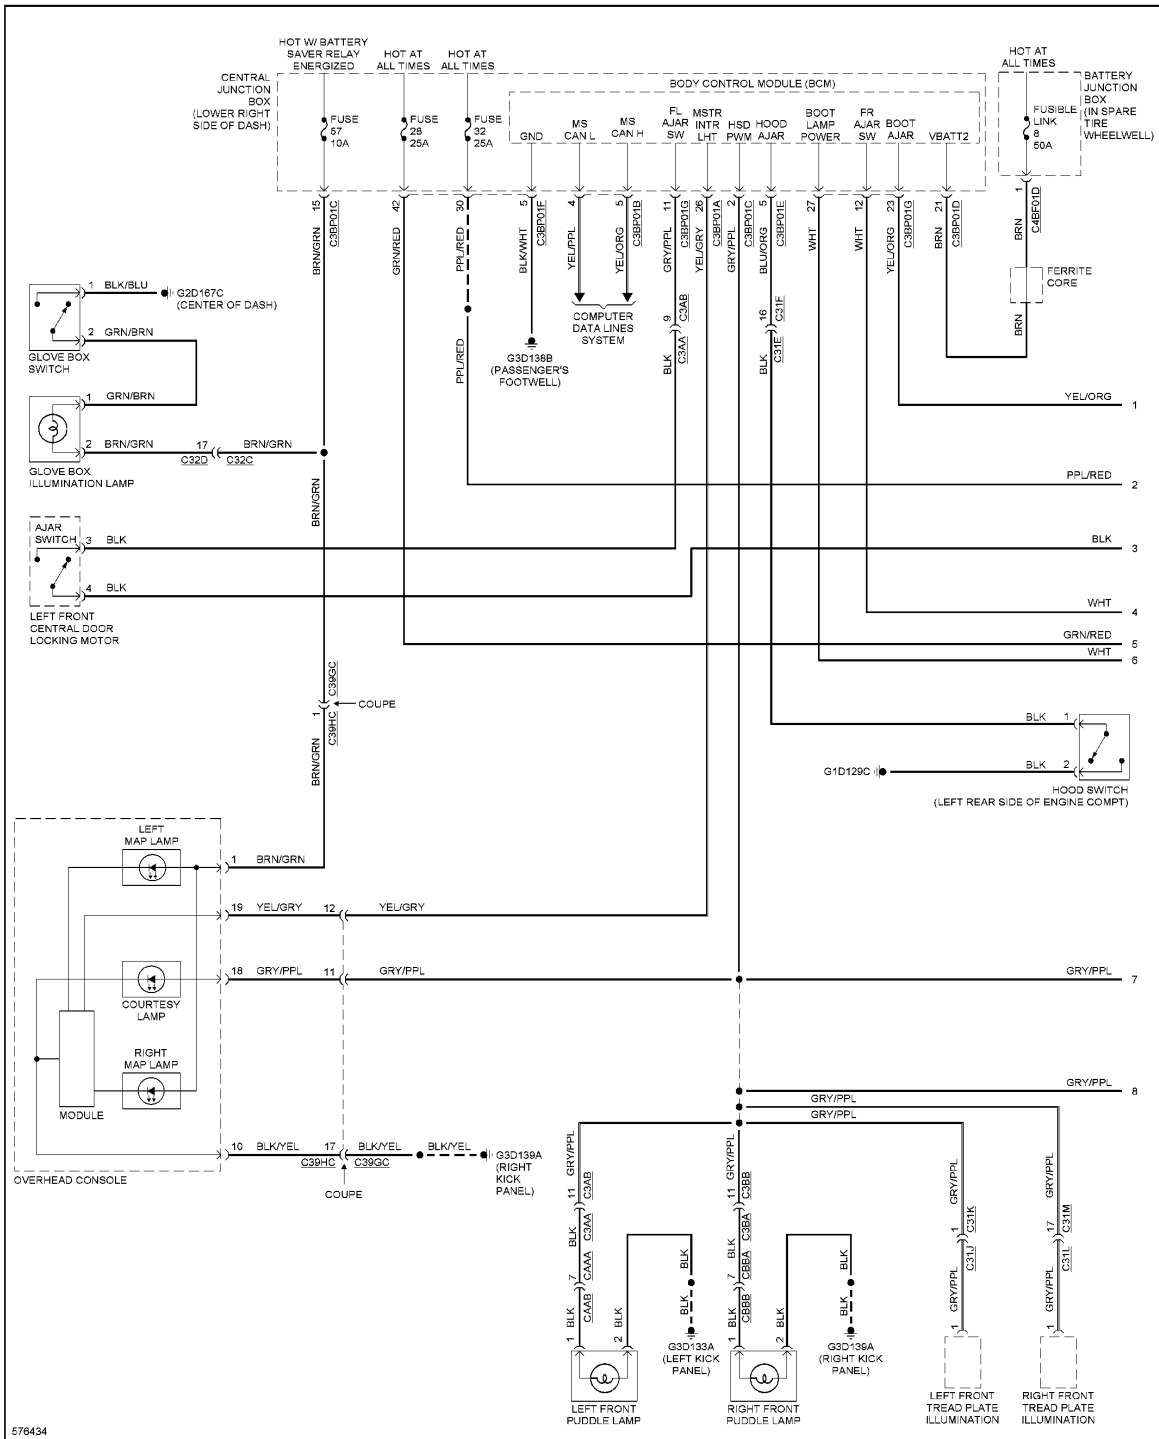 HOT W/ BATTERY
SAVER RELAY
ENERGIZED
HOT AT
ALL TIMES
HOT AT
ALL TIMES
HOT AT
ALL TIMES
CENTRAL
JUNCTION
BOX
(LOWER RIGHT
SIDE OF DASH)
FUSE
57
10A
FUSE
28
25A
FUSE
32
25A
BODY CONTROL MODULE (BCM)
GND
MS
CAN L
MS
CAN H
FL
AJAR
SW
MSTR
INTR
LHT
HSD
PWM
HOOD
AJAR
BOOT
LAMP
POWER
FR
AJAR
SW
BOOT
AJAR
VBATT2
FUSIBLE
LINK
8
50A
BATTERY
JUNCTION
BOX
(IN SPARE
TIRE
WHEELWELL)
15
C3BP01C
42
30
5
C3BP01F
4
5
C3BP01B
11
C3BP01G
26
C3BP01A
2
C3BP01C
5
C3BP01E
27
12
23
C3BP01G
21
C3BP01D
1
C4BF01D
BRN/GRN
GRN/RED
PPL/RED
BLK/WHT
YEL/PPL
YEL/ORG
GRY/PPL
YEL/GRY
GRY/PPL
BLU/ORG
WHT
WHT
YEL/ORG
BRN
BRN
FERRITE
CORE
BRN
1 BLK/BLU
G2D167C
(CENTER OF DASH)
2 GRN/BRN
GLOVE BOX
SWITCH
COMPUTER
DATA LINES
SYSTEM
G3D138B
(PASSENGER'S
FOOTWELL)
PPL/RED
9
C3AB
C3AA
BLK
16
C31F
C31E
BLK
1 GRN/BRN
YEL/ORG 1
2 BRN/GRN 17 BRN/GRN
C32D C32C
GLOVE BOX
ILLUMINATION LAMP
PPL/RED 2
BRN/GRN
AJAR
SWITCH
3 BLK
BLK 3
4 BLK
LEFT FRONT
CENTRAL DOOR
LOCKING MOTOR
WHT 4
GRN/RED 5
WHT 6
C39GC
1
C39HC
COUPE
BRN/GRN
BLK 1
G1D129C
BLK 2
HOOD SWITCH
(LEFT REAR SIDE OF ENGINE COMPT)
LEFT
MAP LAMP
1 BRN/GRN
19 YEL/GRY 12 YEL/GRY
18 GRY/PPL 11 GRY/PPL
GRY/PPL 7
COURTESY
LAMP
RIGHT
MAP LAMP
MODULE
GRY/PPL 8
GRY/PPL
GRY/PPL
10 BLK/YEL 17 BLK/YEL BLK/YEL
C39HC C39GC
G3D139A
(RIGHT
KICK
PANEL)
OVERHEAD CONSOLE
COUPE
GRY/PPL
11
C3AB
C3AA
BLK
7
CAAA
CAAB
BLK
1
BLK
2
BLK
BLK
G3D133A
(LEFT KICK
PANEL)
GRY/PPL
11
C3BB
C3BA
BLK
7
CBBA
CBBB
BLK
1
BLK
2
BLK
BLK
G3D139A
(RIGHT KICK
PANEL)
GRY/PPL
1
C31K
C31J
GRY/PPL
1
GRY/PPL
17
C31M
C31L
GRY/PPL
1
LEFT FRONT
PUDDLE LAMP
RIGHT FRONT
PUDDLE LAMP
LEFT FRONT
TREAD PLATE
ILLUMINATION
RIGHT FRONT
TREAD PLATE
ILLUMINATION
576434